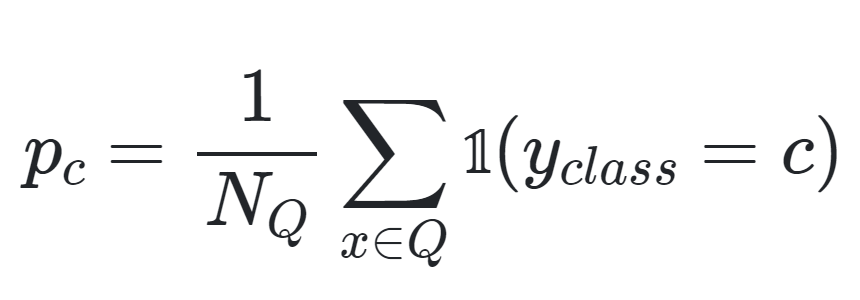 p_c = \frac{1}{N_Q} \sum_{x \in Q} \mathbb{1}(y_{class} = c)